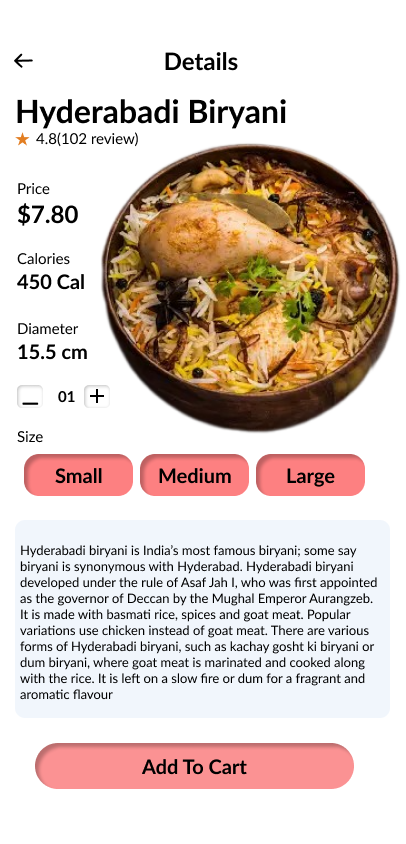 Details
Hyderabadi Biryani
4.8(102 review)
Price
$7.80
Calories
450 Cal
Diameter
15.5 cm
01
Size
Small Medium Large
Hyderabadi biryani is India’s most famous biryani; some say
biryani is synonymous with Hyderabad. Hyderabadi biryani
developed under the rule of Asaf Jah I, who was first appointed
as the governor of Deccan by the Mughal Emperor Aurangzeb.
It is made with basmati rice, spices and goat meat. Popular
variations use chicken instead of goat meat. There are various
forms of Hyderabadi biryani, such as kachay gosht ki biryani or
dum biryani, where goat meat is marinated and cooked along
with the rice. It is left on a slow fire or dum for a fragrant and
aromatic flavour
Add To Cart